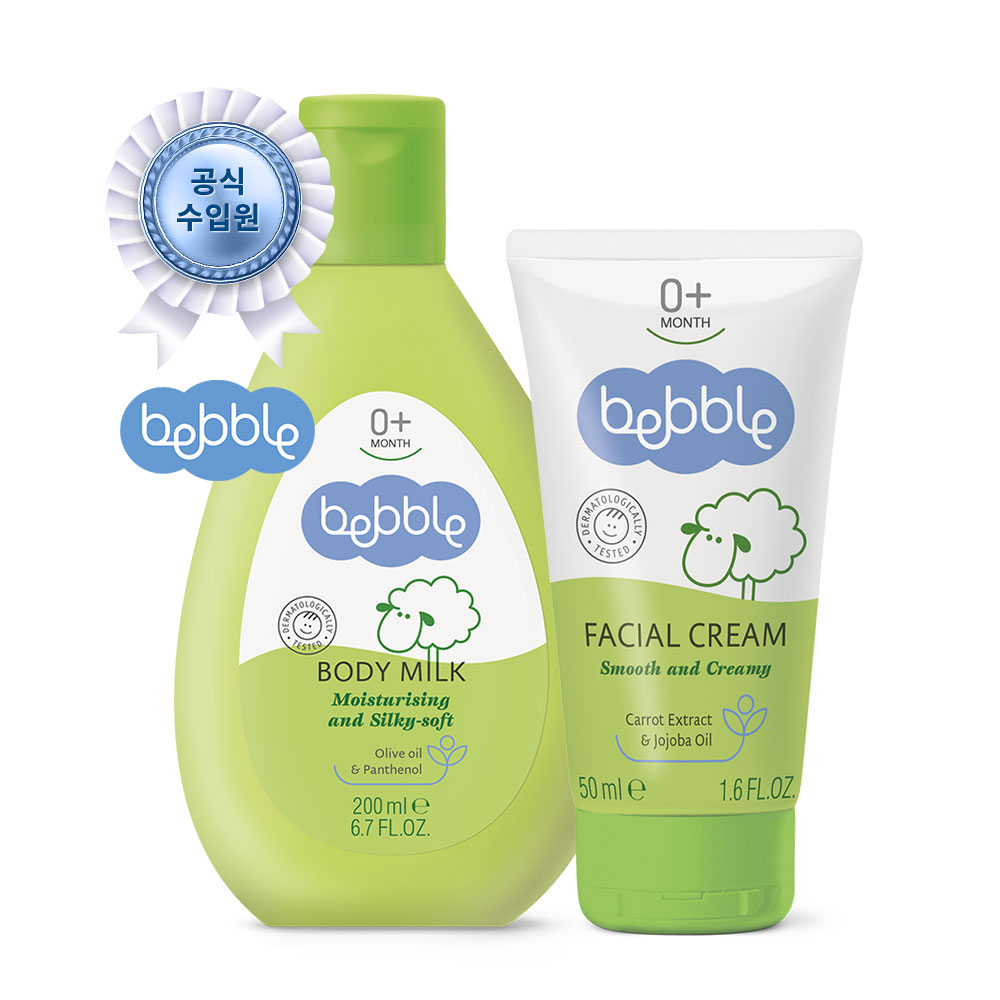 공식
수입원
bebble
0+
MONTH
bebble
DERMATOLOGICALLY
TESTED
BODY MILK
Moisturising
and Silky-soft
Olive oil
& Panthenol
200 ml ℮
6.7 FL.OZ.
0+
MONTH
bebble
DERMATOLOGICALLY
TESTED
FACIAL CREAM
Smooth and Creamy
Carrot Extract
& Jojoba Oil
50 ml ℮ 1.6 FL.OZ.